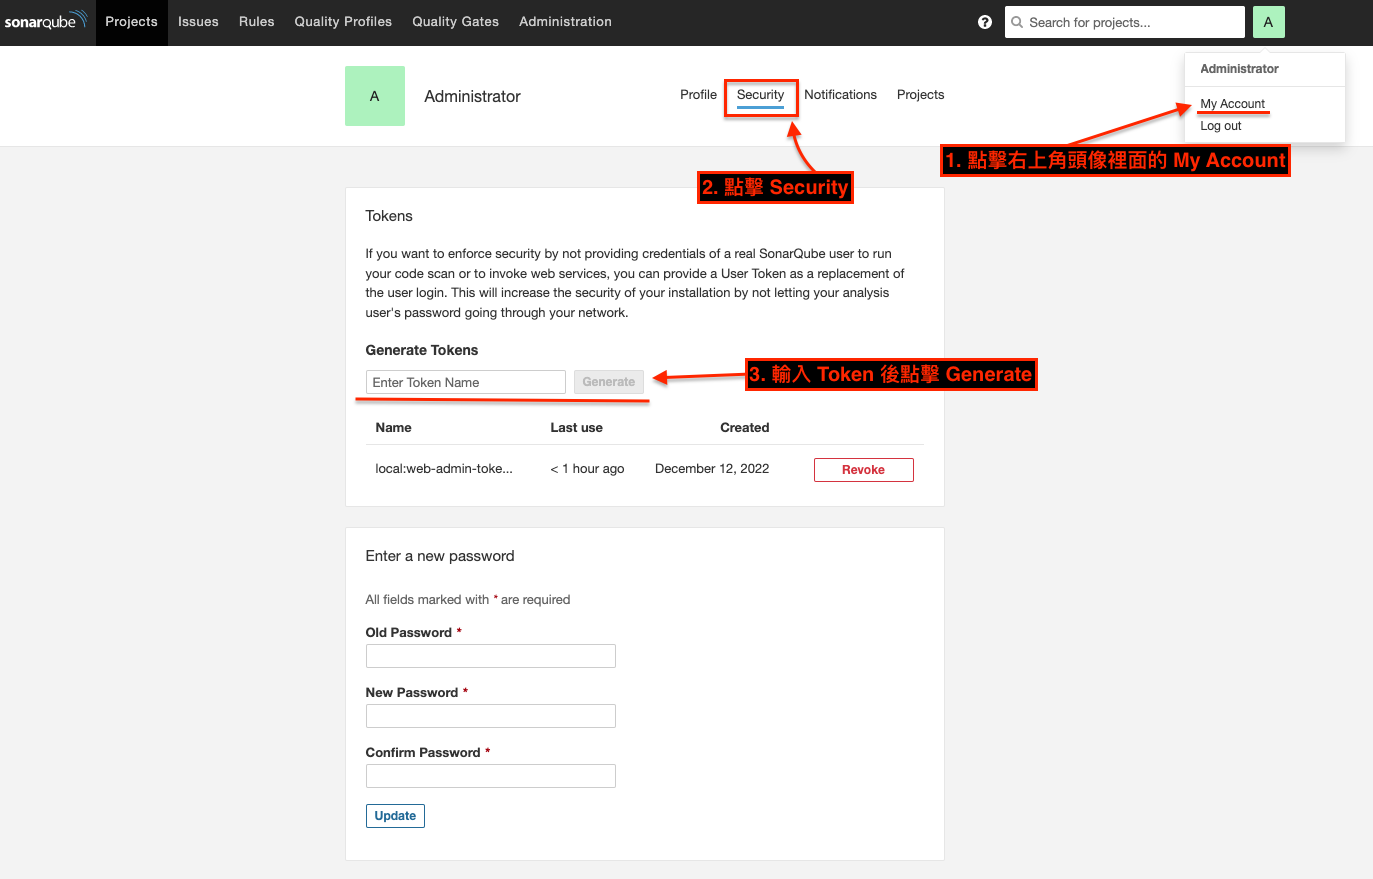 sonarqube Projects Issues Rules Quality Profiles Quality Gates Administration Search for projects... A
Administrator
My Account
Log out
A Administrator Profile Security Notifications Projects
1. 點擊右上角頭像裡面的 My Account
2. 點擊 Security
Tokens
If you want to enforce security by not providing credentials of a real SonarQube user to run
your code scan or to invoke web services, you can provide a User Token as a replacement of
the user login. This will increase the security of your installation by not letting your analysis
user's password going through your network.
Generate Tokens
Enter Token Name Generate
3. 輸入 Token 後點擊 Generate
Name Last use Created
local:web-admin-toke... < 1 hour ago December 12, 2022 Revoke
Enter a new password
All fields marked with * are required
Old Password *
New Password *
Confirm Password *
Update